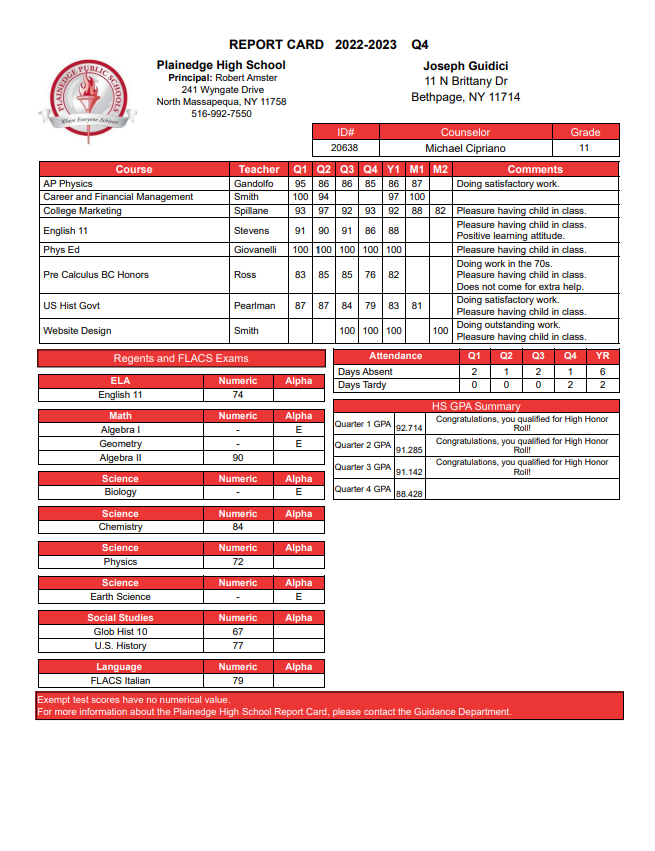 REPORT CARD 2022-2023 Q4
PLAINEDGE PUBLIC SCHOOLS
Where Everyone Achieves
Plainedge High School
Principal: Robert Amster
241 Wyngate Drive
North Massapequa, NY 11758
516-992-7550
Joseph Guidici
11 N Brittany Dr
Bethpage, NY 11714
ID# Counselor Grade
20638 Michael Cipriano 11
Course Teacher Q1 Q2 Q3 Q4 Y1 M1 M2 Comments
AP Physics Gandolfo 95 86 86 85 86 87 Doing satisfactory work.
Career and Financial Management Smith 100 94 97 100
College Marketing Spillane 93 97 92 93 92 88 82 Pleasure having child in class.
English 11 Stevens 91 90 91 86 88 Pleasure having child in class.
Positive learning attitude.
Phys Ed Giovanelli 100 100 100 100 100 Pleasure having child in class.
Pre Calculus BC Honors Ross 83 85 85 76 82 Doing work in the 70s.
Pleasure having child in class.
Does not come for extra help.
US Hist Govt Pearlman 87 87 84 79 83 81 Doing satisfactory work.
Pleasure having child in class.
Website Design Smith 100 100 100 100 Doing outstanding work.
Pleasure having child in class.
Regents and FLACS Exams
ELA Numeric Alpha
English 11 74
Math Numeric Alpha
Algebra I - E
Geometry - E
Algebra II 90
Science Numeric Alpha
Biology - E
Science Numeric Alpha
Chemistry 84
Science Numeric Alpha
Physics 72
Science Numeric Alpha
Earth Science - E
Social Studies Numeric Alpha
Glob Hist 10 67
U.S. History 77
Language Numeric Alpha
FLACS Italian 79
Attendance Q1 Q2 Q3 Q4 YR
Days Absent 2 1 2 1 6
Days Tardy 0 0 0 2 2
HS GPA Summary
Quarter 1 GPA 92.714 Congratulations, you qualified for High Honor
Roll!
Quarter 2 GPA 91.285 Congratulations, you qualified for High Honor
Roll!
Quarter 3 GPA 91.142 Congratulations, you qualified for High Honor
Roll!
Quarter 4 GPA 88.428
Exempt test scores have no numerical value.
For more information about the Plainedge High School Report Card, please contact the Guidance Department.